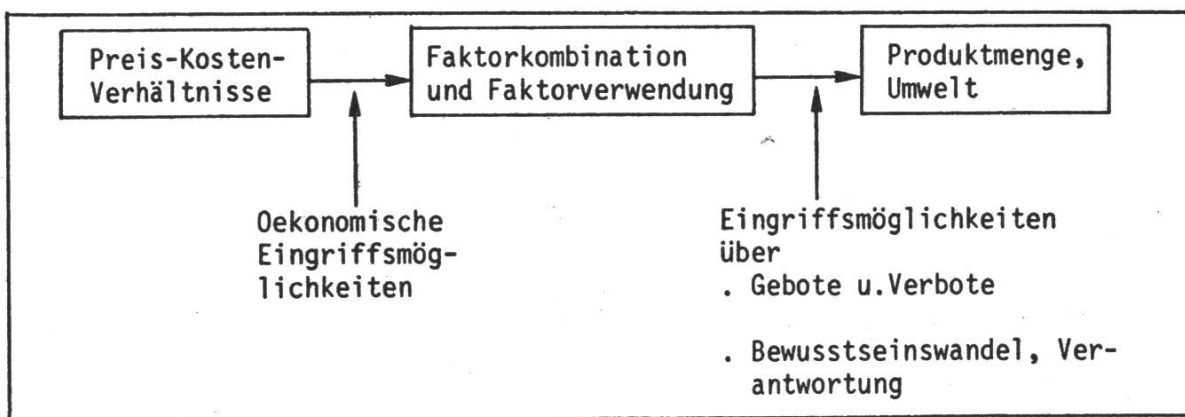 Preis-Kosten-
Verhältnisse
Faktorkombination
und Faktorverwendung
Produktmenge,
Umwelt
Oekonomische
Eingriffsmög-
lichkeiten
Eingriffsmöglichkeiten
über
. Gebote u.Verbote
. Bewusstseinswandel, Ver-
antwortung